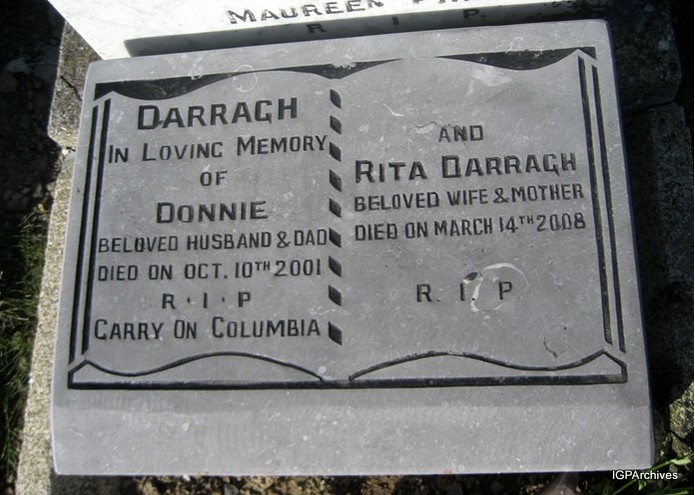 MAUREEN
R I P.
DARRAGH
IN LOVING MEMORY
OF
DONNIE
BELOVED HUSBAND & DAD
DIED ON OCT. 10TH 2001
R · I · P
CARRY ON COLUMBIA
AND
RITA DARRAGH
BELOVED WIFE & MOTHER
DIED ON MARCH 14TH 2008
R. I. P
IGPArchives